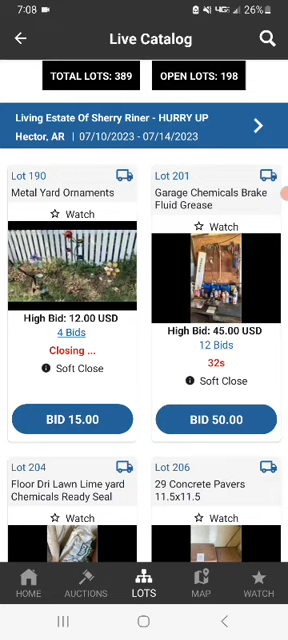 7:08 26%
Live Catalog
TOTAL LOTS: 389 OPEN LOTS: 198
Living Estate Of Sherry Riner - HURRY UP
Hector, AR | 07/10/2023 - 07/14/2023
Lot 190
Metal Yard Ornaments
Watch
High Bid: 12.00 USD
4 Bids
Closing ...
Soft Close
BID 15.00
Lot 201
Garage Chemicals Brake
Fluid Grease
Watch
High Bid: 45.00 USD
12 Bids
32s
Soft Close
BID 50.00
Lot 204
Floor Dri Lawn Lime yard
Chemicals Ready Seal
Watch
Lot 206
29 Concrete Pavers
11.5x11.5
Watch
HOME AUCTIONS LOTS MAP WATCH